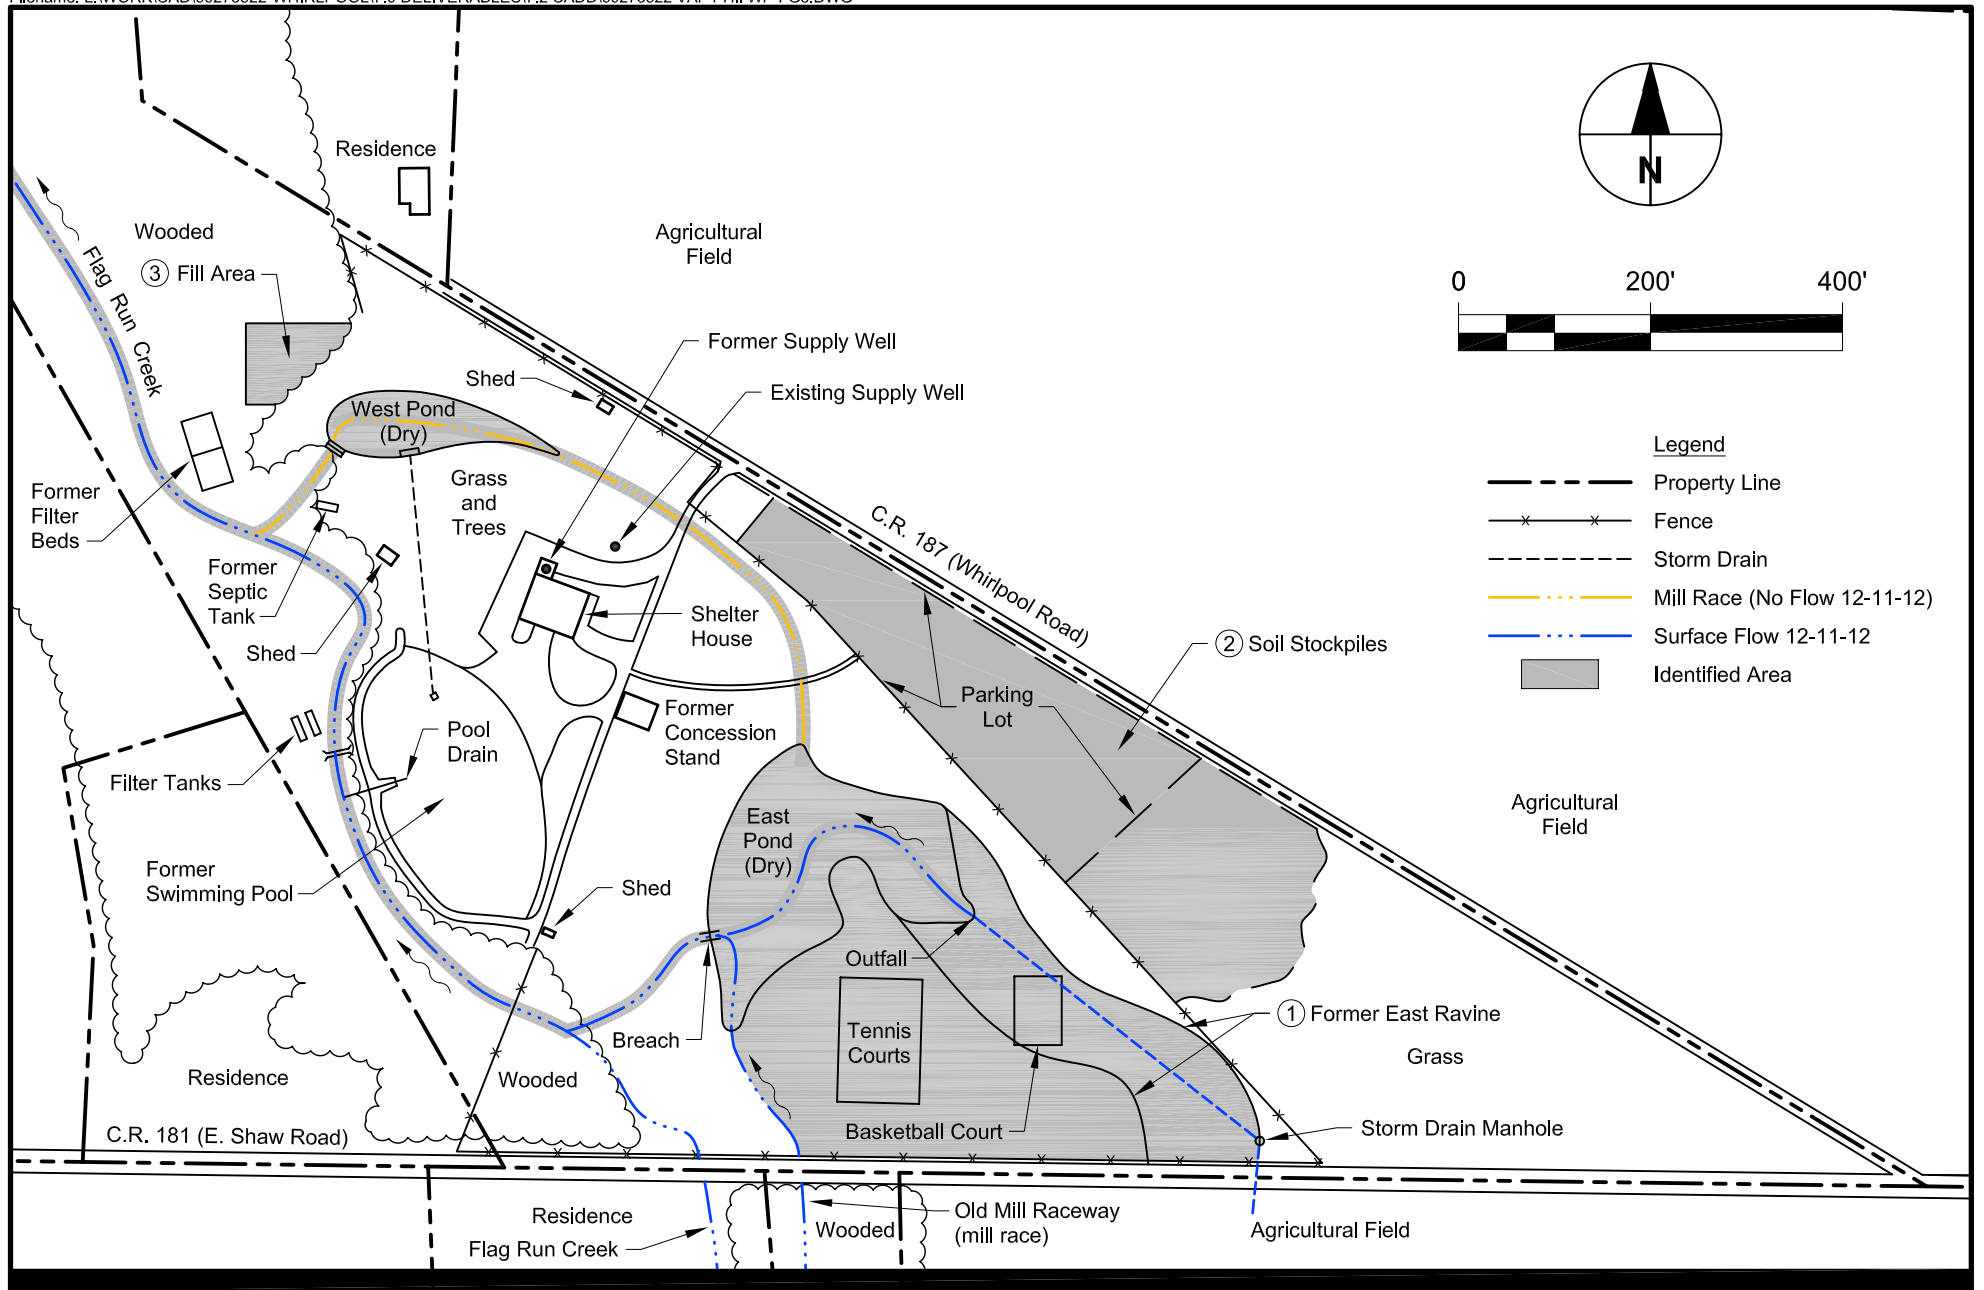 Residence
Wooded
③ Fill Area
Flag Run Creek
Agricultural
Field
N
0 200' 400'
Former Supply Well
Shed
Existing Supply Well
West Pond
(Dry)
Grass
and
Trees
Former
Filter
Beds
Former
Septic
Tank
Shed
C.R. 187 (Whirlpool Road)
Legend
Property Line
Fence
Storm Drain
Mill Race (No Flow 12-11-12)
Surface Flow 12-11-12
Identified Area
Shelter
House
② Soil Stockpiles
Parking
Lot
Former
Concession
Stand
Pool
Drain
Filter Tanks
Former
Swimming Pool
East
Pond
(Dry)
Agricultural
Field
Shed
Outfall
Breach
Tennis
Courts
① Former East Ravine
Grass
Residence
Wooded
C.R. 181 (E. Shaw Road)
Basketball Court
Storm Drain Manhole
Residence
Flag Run Creek
Wooded
Old Mill Raceway
(mill race)
Agricultural Field